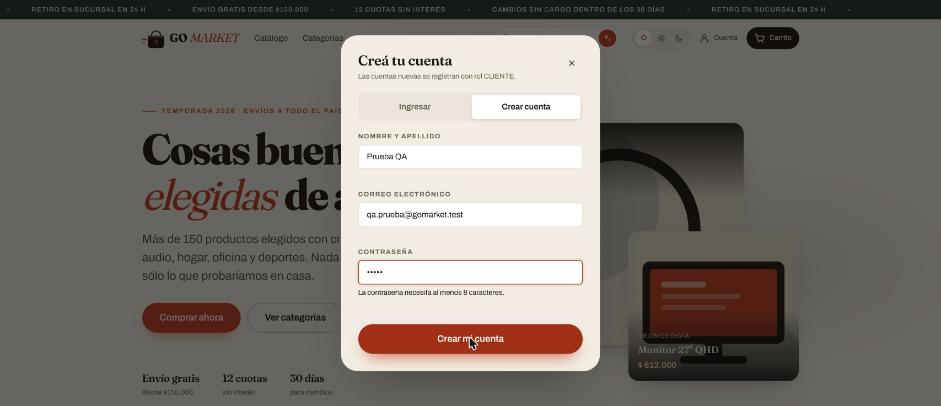 RETIRO EN SUCURSAL EN 24 H • ENVÍO GRATIS DESDE $150.000 • 12 CUOTAS SIN INTERÉS • CAMBIOS SIN CARGO DENTRO DE LOS 30 DÍAS • RETIRO EN SUCURSAL EN 24 H
GO MARKET
Catálogo
Categorías
Cuenta
Carrito
TEMPORADA 2026 · ENVÍOS A TODO EL PAÍS
Cosas buen
elegidas de a
Más de 150 productos elegidos con cr
audio, hogar, oficina y deportes. Nada
sólo lo que probaríamos en casa.
Comprar ahora
Ver categorías
Envío gratis
desde $150.000
12 cuotas
sin interés
30 días
para cambios
Creá tu cuenta
Las cuentas nuevas se registran con rol CLIENTE.
Ingresar
Crear cuenta
NOMBRE Y APELLIDO
Prueba QA
CORREO ELECTRÓNICO
qa.prueba@gomarket.test
CONTRASEÑA
•••••
La contraseña necesita al menos 8 caracteres.
Crear mi cuenta
TECNOLOGÍA
Monitor 27" QHD
$ 612.000